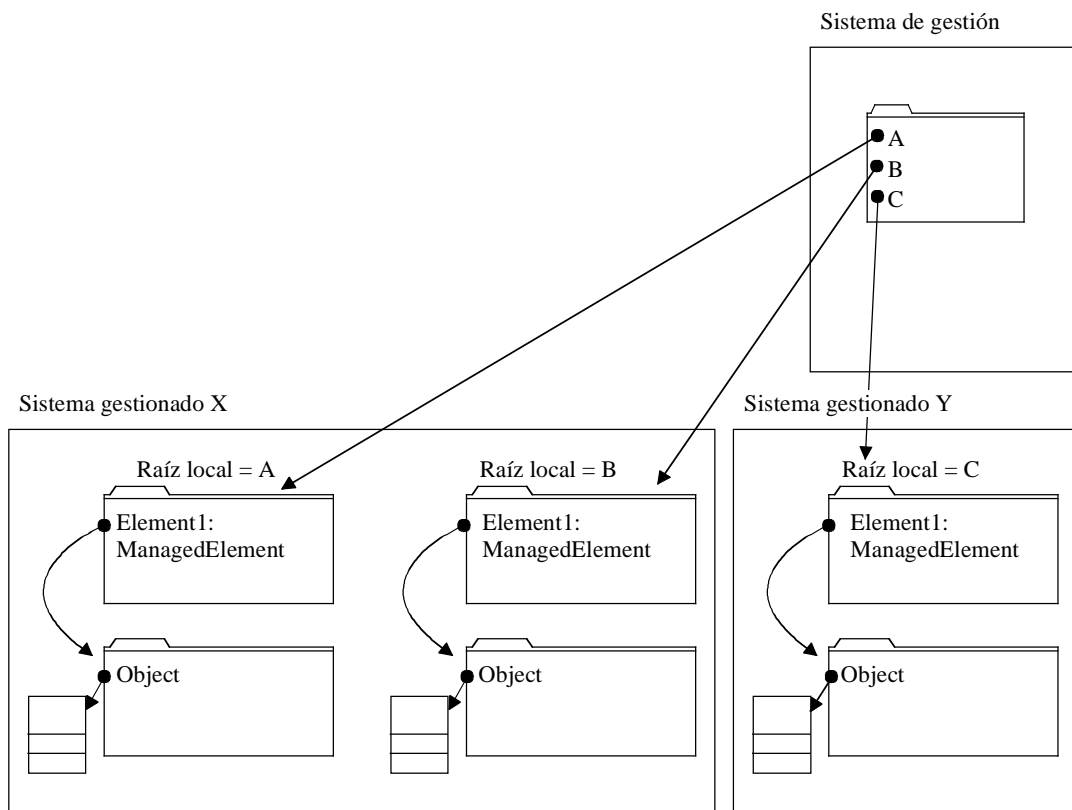 Sistema de gestión
A
B
C
Sistema gestionado X
Sistema gestionado Y
Raíz local = A
Raíz local = B
Raíz local = C
Element1:
ManagedElement
Element1:
ManagedElement
Element1:
ManagedElement
Object
Object
Object